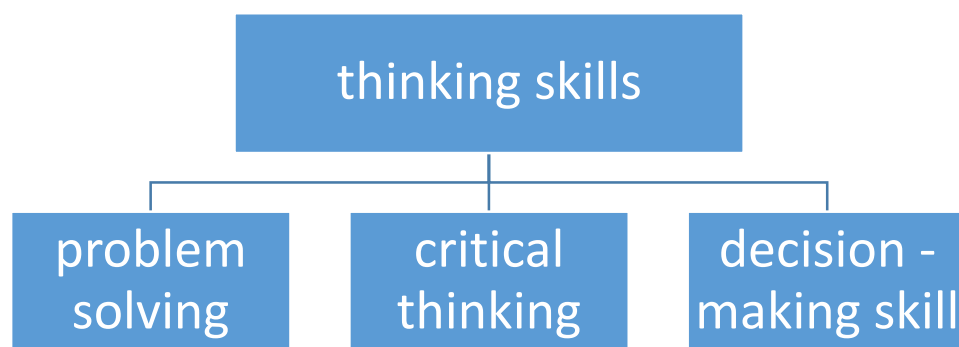 thinking skills
problem
solving
critical
thinking
decision -
making skill